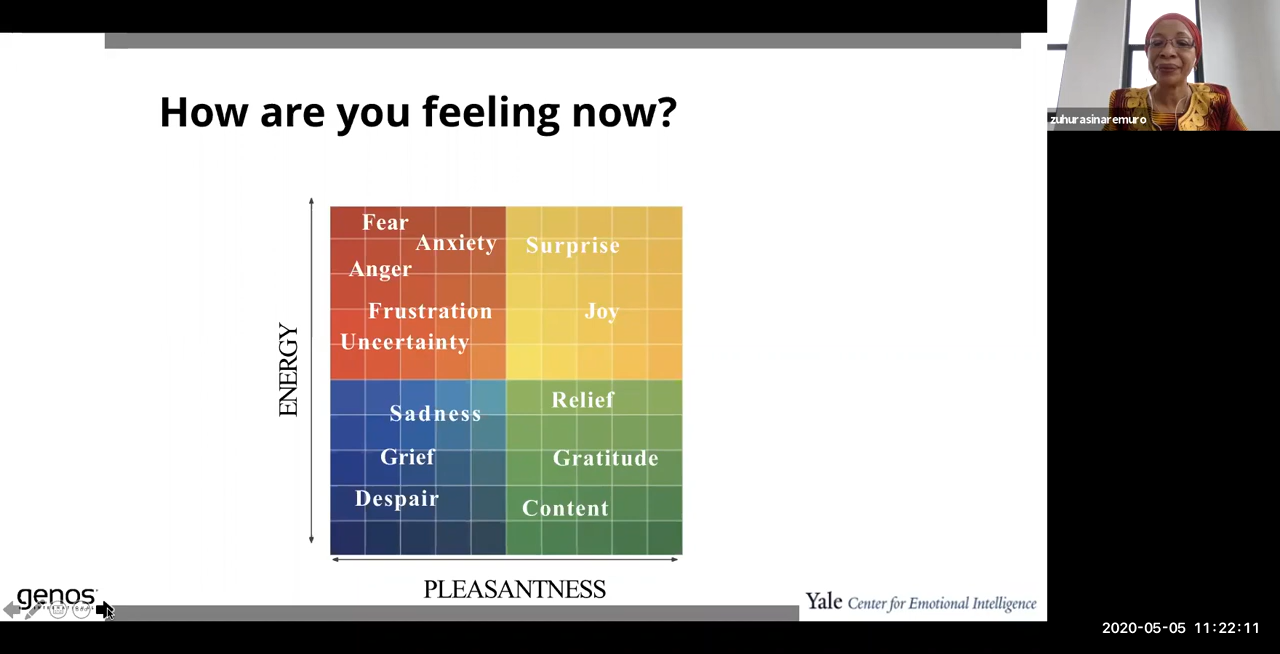 How are you feeling now?
zuhurasinaremuro
Fear
Anxiety
Surprise
Anger
Frustration
Joy
Uncertainty
ENERGY
Relief
Sadness
Grief
Gratitude
Despair
Content
PLEASANTNESS
genos
Yale Center for Emotional Intelligence
2020-05-05 11:22:11